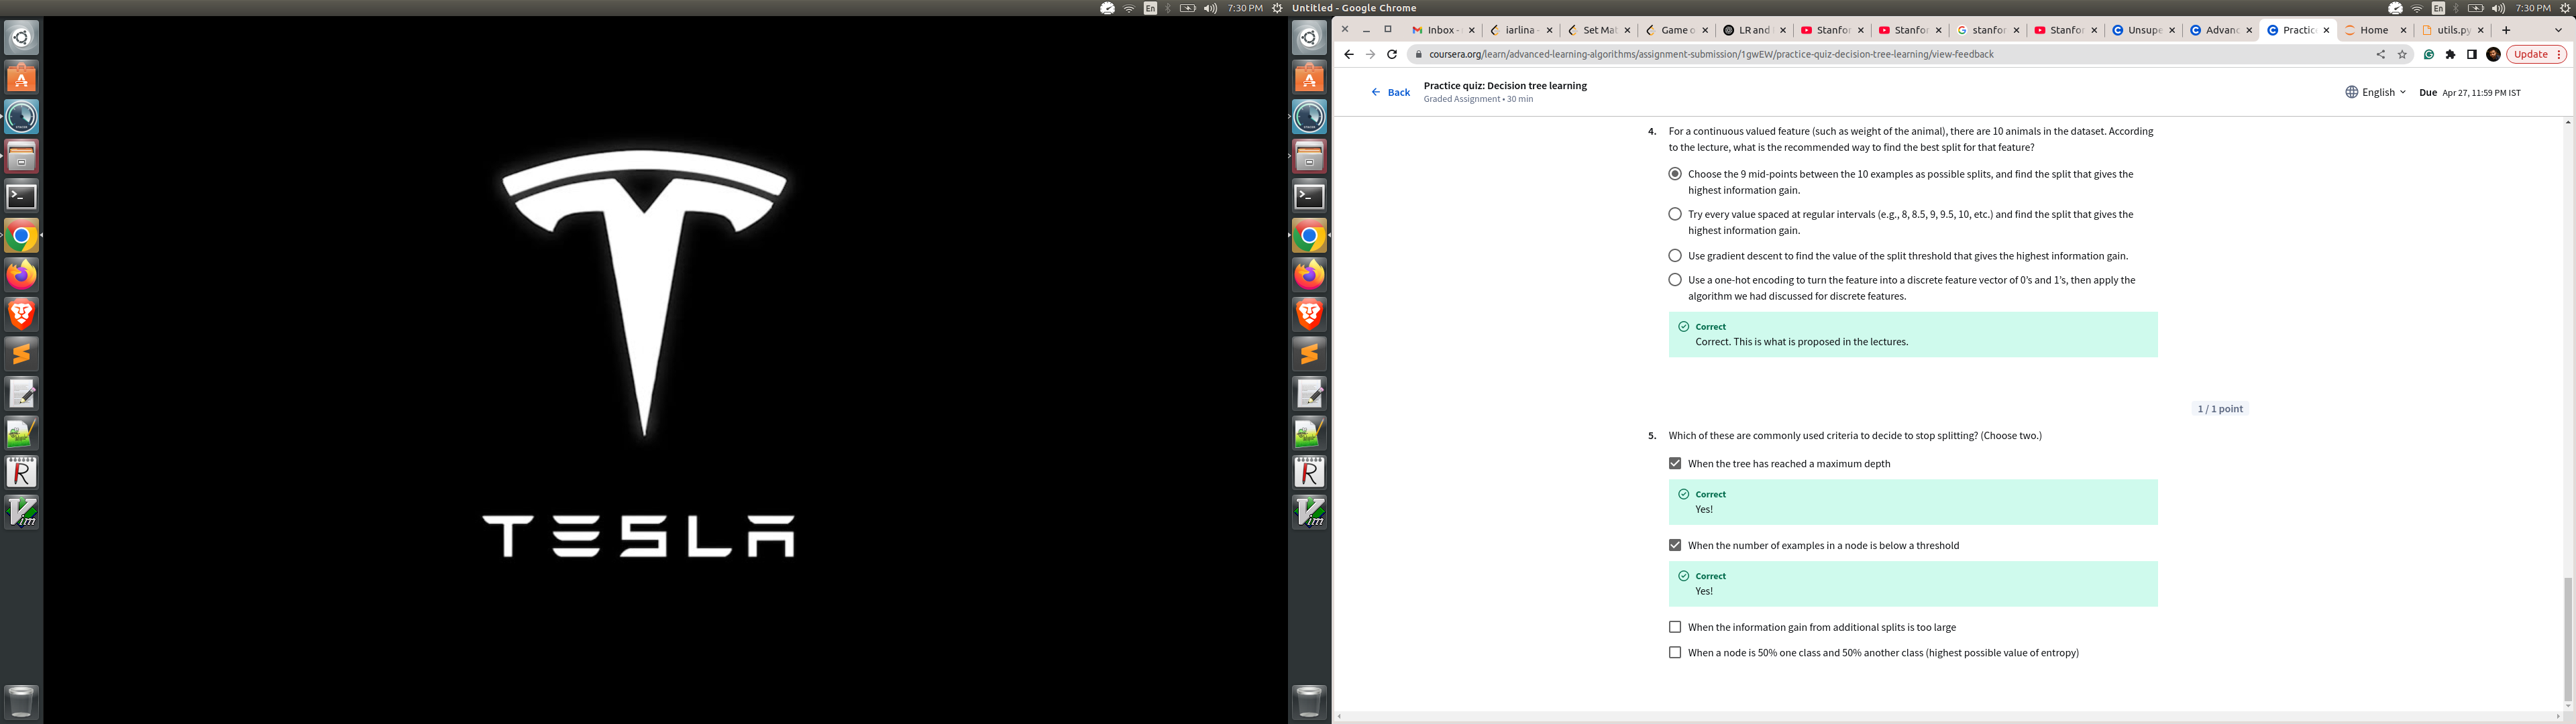 En
7:30 PM
Untitled - Google Chrome
En
7:30 PM
Inbox -
iarlina
Set Mat
Game o
LR and
Stanfor
Stanfor
stanfor
Stanfor
Unsupe
Advanc
Practic
Home
utils.py
coursera.org/learn/advanced-learning-algorithms/assignment-submission/1gwEW/practice-quiz-decision-tree-learning/view-feedback
Update
Back
Practice quiz: Decision tree learning
Graded Assignment • 30 min
English
Due Apr 27, 11:59 PM IST
4. For a continuous valued feature (such as weight of the animal), there are 10 animals in the dataset. According
to the lecture, what is the recommended way to find the best split for that feature?
Choose the 9 mid-points between the 10 examples as possible splits, and find the split that gives the
highest information gain.
Try every value spaced at regular intervals (e.g., 8, 8.5, 9, 9.5, 10, etc.) and find the split that gives the
highest information gain.
Use gradient descent to find the value of the split threshold that gives the highest information gain.
Use a one-hot encoding to turn the feature into a discrete feature vector of 0's and 1's, then apply the
algorithm we had discussed for discrete features.
Correct
Correct. This is what is proposed in the lectures.
1 / 1 point
5. Which of these are commonly used criteria to decide to stop splitting? (Choose two.)
When the tree has reached a maximum depth
Correct
Yes!
When the number of examples in a node is below a threshold
Correct
Yes!
When the information gain from additional splits is too large
When a node is 50% one class and 50% another class (highest possible value of entropy)
TESLA